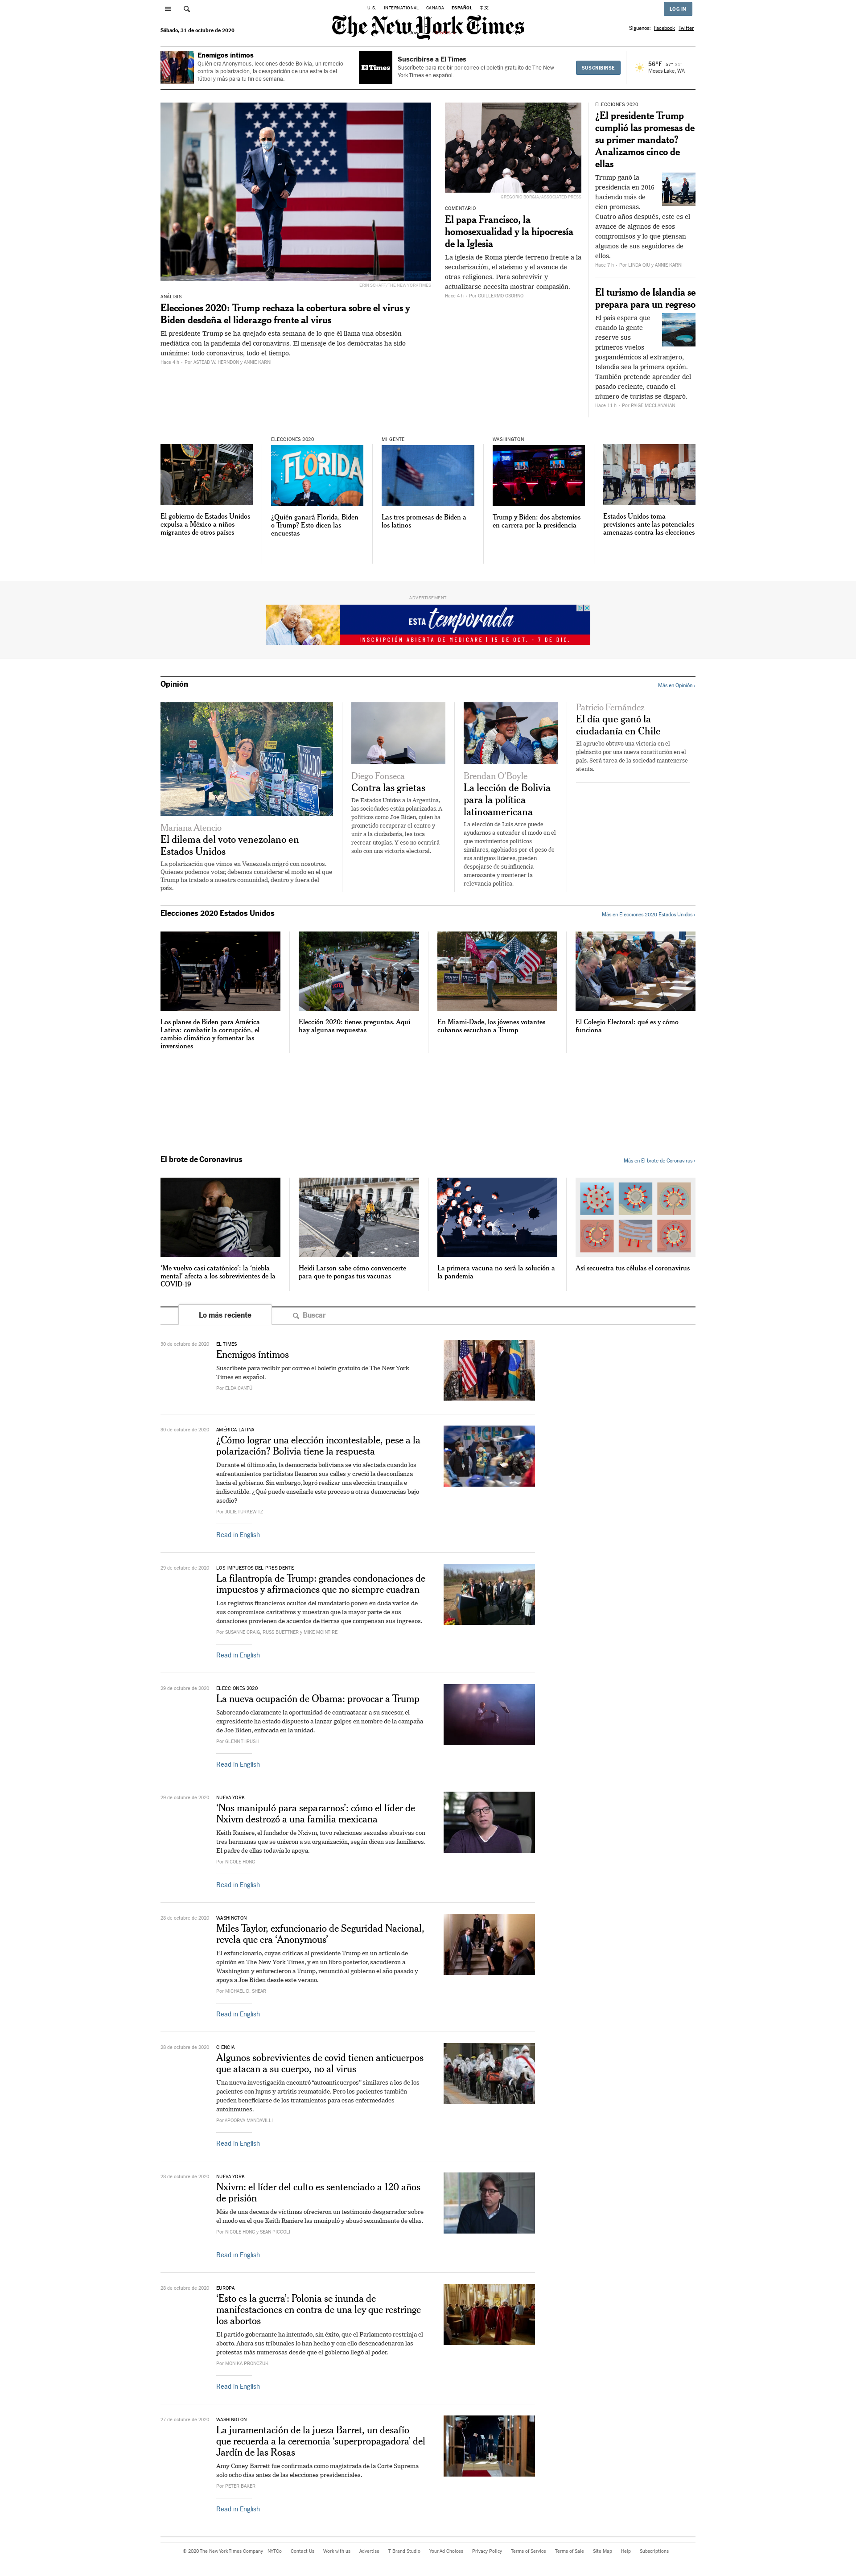 U.S. INTERNATIONAL CANADA ESPAÑOL 中文
LOG IN
The New York Times
Sábado, 31 de octubre de 2020
Síguenos: Facebook Twitter
Enemigos íntimos
Quién era Anonymous, lecciones desde Bolivia, un remedio
contra la polarización, la desaparición de una estrella del
fútbol y más para tu fin de semana.
El Times
Suscríbete a El Times
Suscríbete para recibir por correo el boletín gratuito de The New
York Times en español.
SUSCRIBIRSE
56°F 57° 31°
Moses Lake, WA
ERIN SCHAFF/THE NEW YORK TIMES
ANÁLISIS
Elecciones 2020: Trump rechaza la cobertura sobre el virus y
Biden desdeña el liderazgo frente al virus
El presidente Trump se ha quejado esta semana de lo que él llama una obsesión
mediática con la pandemia del coronavirus. El mensaje de los demócratas ha sido
unánime: todo coronavirus, todo el tiempo.
Hace 4 h – Por ASTEAD W. HERNDON y ANNIE KARNI
GREGORIO BORGIA/ASSOCIATED PRESS
COMENTARIO
El papa Francisco, la
homosexualidad y la hipocresía
de la Iglesia
La iglesia de Roma pierde terreno frente a la
secularización, el ateísmo y el avance de
otras religiones. Para sobrevivir y
actualizarse necesita mostrar compasión.
Hace 4 h – Por GUILLERMO OSORNO
ELECCIONES 2020
¿El presidente Trump
cumplió las promesas de
su primer mandato?
Analizamos cinco de
ellas
Trump ganó la
presidencia en 2016
haciendo más de
cien promesas.
Cuatro años después, este es el
avance de algunos de esos
compromisos y lo que piensan
algunos de sus seguidores de
ellos.
Hace 7 h – Por LINDA QIU y ANNIE KARNI
El turismo de Islandia se
prepara para un regreso
El país espera que
cuando la gente
reserve sus
primeros vuelos
pospandémicos al extranjero,
Islandia sea la primera opción.
También pretende aprender del
pasado reciente, cuando el
número de turistas se disparó.
Hace 11 h – Por PAIGE MCCLANAHAN
El gobierno de Estados Unidos
expulsa a México a niños
migrantes de otros países
ELECCIONES 2020
FLORIDA
¿Quién ganará Florida, Biden
o Trump? Esto dicen las
encuestas
MI GENTE
Las tres promesas de Biden a
los latinos
WASHINGTON
Trump y Biden: dos abstemios
en carrera por la presidencia
Estados Unidos toma
previsiones ante las potenciales
amenazas contra las elecciones
ADVERTISEMENT
ESTA temporada
INSCRIPCIÓN ABIERTA DE MEDICARE | 15 DE OCT. - 7 DE DIC.
Opinión
Más en Opinión ›
Mariana Atencio
El dilema del voto venezolano en
Estados Unidos
La polarización que vimos en Venezuela migró con nosotros.
Quienes podemos votar, debemos considerar el modo en el que
Trump ha tratado a nuestra comunidad, dentro y fuera del
país.
Diego Fonseca
Contra las grietas
De Estados Unidos a la Argentina,
las sociedades están polarizadas. A
políticos como Joe Biden, quien ha
prometido recuperar el centro y
unir a la ciudadanía, les toca
recrear utopías. Y eso no ocurrirá
solo con una victoria electoral.
Brendan O'Boyle
La lección de Bolivia
para la política
latinoamericana
La elección de Luis Arce puede
ayudarnos a entender el modo en el
que movimientos políticos
similares, agobiados por el peso de
sus antiguos líderes, pueden
despojarse de su influencia
amenazante y mantener la
relevancia política.
Patricio Fernández
El día que ganó la
ciudadanía en Chile
El apruebo obtuvo una victoria en el
plebiscito por una nueva constitución en el
país. Será tarea de la sociedad mantenerse
atenta.
Elecciones 2020 Estados Unidos
Más en Elecciones 2020 Estados Unidos ›
Los planes de Biden para América
Latina: combatir la corrupción, el
cambio climático y fomentar las
inversiones
Elección 2020: tienes preguntas. Aquí
hay algunas respuestas
En Miami-Dade, los jóvenes votantes
cubanos escuchan a Trump
El Colegio Electoral: qué es y cómo
funciona
El brote de Coronavirus
Más en El brote de Coronavirus ›
'Me vuelvo casi catatónico': la 'niebla
mental' afecta a los sobrevivientes de la
COVID-19
Heidi Larson sabe cómo convencerte
para que te pongas tus vacunas
La primera vacuna no será la solución a
la pandemia
Así secuestra tus células el coronavirus
Lo más reciente
Buscar
30 de octubre de 2020
EL TIMES
Enemigos íntimos
Suscríbete para recibir por correo el boletín gratuito de The New York
Times en español.
Por ELDA CANTÚ
30 de octubre de 2020
AMÉRICA LATINA
¿Cómo lograr una elección incontestable, pese a la
polarización? Bolivia tiene la respuesta
Durante el último año, la democracia boliviana se vio afectada cuando los
enfrentamientos partidistas llenaron sus calles y creció la desconfianza
hacia el gobierno. Sin embargo, logró realizar una elección tranquila e
indiscutible. ¿Qué puede enseñarle este proceso a otras democracias bajo
asedio?
Por JULIE TURKEWITZ
Read in English
29 de octubre de 2020
LOS IMPUESTOS DEL PRESIDENTE
La filantropía de Trump: grandes condonaciones de
impuestos y afirmaciones que no siempre cuadran
Los registros financieros ocultos del mandatario ponen en duda varios de
sus compromisos caritativos y muestran que la mayor parte de sus
donaciones provienen de acuerdos de tierras que compensan sus ingresos.
Por SUSANNE CRAIG, RUSS BUETTNER y MIKE MCINTIRE
Read in English
29 de octubre de 2020
ELECCIONES 2020
La nueva ocupación de Obama: provocar a Trump
Saboreando claramente la oportunidad de contraatacar a su sucesor, el
expresidente ha estado dispuesto a lanzar golpes en nombre de la campaña
de Joe Biden, enfocada en la unidad.
Por GLENN THRUSH
Read in English
29 de octubre de 2020
NUEVA YORK
'Nos manipuló para separarnos': cómo el líder de
Nxivm destrozó a una familia mexicana
Keith Raniere, el fundador de Nxivm, tuvo relaciones sexuales abusivas con
tres hermanas que se unieron a su organización, según dicen sus familiares.
El padre de ellas todavía lo apoya.
Por NICOLE HONG
Read in English
28 de octubre de 2020
WASHINGTON
Miles Taylor, exfuncionario de Seguridad Nacional,
revela que era 'Anonymous'
El exfuncionario, cuyas críticas al presidente Trump en un artículo de
opinión en The New York Times, y en un libro posterior, sacudieron a
Washington y enfurecieron a Trump, renunció al gobierno el año pasado y
apoya a Joe Biden desde este verano.
Por MICHAEL D. SHEAR
Read in English
28 de octubre de 2020
CIENCIA
Algunos sobrevivientes de covid tienen anticuerpos
que atacan a su cuerpo, no al virus
Una nueva investigación encontró "autoanticuerpos" similares a los de los
pacientes con lupus y artritis reumatoide. Pero los pacientes también
pueden beneficiarse de los tratamientos para esas enfermedades
autoinmunes.
Por APOORVA MANDAVILLI
Read in English
28 de octubre de 2020
NUEVA YORK
Nxivm: el líder del culto es sentenciado a 120 años
de prisión
Más de una decena de víctimas ofrecieron un testimonio desgarrador sobre
el modo en el que Keith Raniere las manipuló y abusó sexualmente de ellas.
Por NICOLE HONG y SEAN PICCOLI
Read in English
28 de octubre de 2020
EUROPA
'Esto es la guerra': Polonia se inunda de
manifestaciones en contra de una ley que restringe
los abortos
El partido gobernante ha intentado, sin éxito, que el Parlamento restrinja el
aborto. Ahora sus tribunales lo han hecho y con ello desencadenaron las
protestas más numerosas desde que el gobierno llegó al poder.
Por MONIKA PRONCZUK
Read in English
27 de octubre de 2020
WASHINGTON
La juramentación de la jueza Barret, un desafío
que recuerda a la ceremonia 'superpropagadora' del
Jardín de las Rosas
Amy Coney Barrett fue confirmada como magistrada de la Corte Suprema
solo ocho días antes de las elecciones presidenciales.
Por PETER BAKER
Read in English
© 2020 The New York Times Company NYTCo Contact Us Work with us Advertise T Brand Studio Your Ad Choices Privacy Policy Terms of Service Terms of Sale Site Map Help Subscriptions